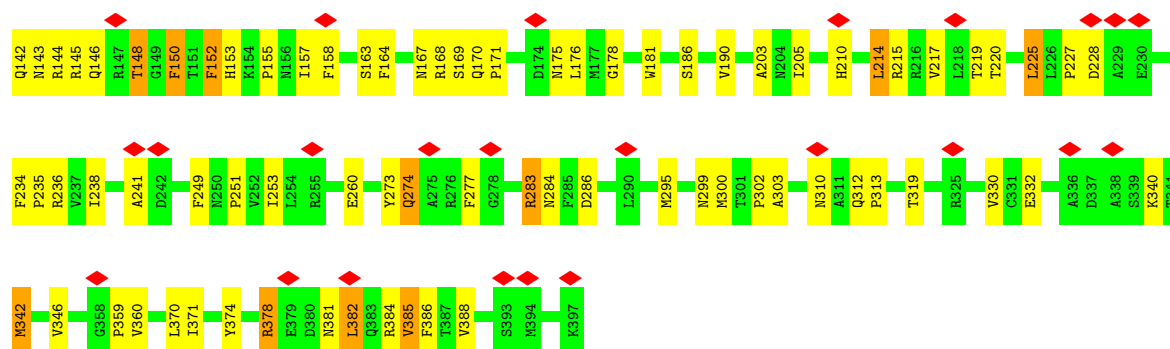 Q142 N143 R144 R145 Q146 R147 T148 G149 F150 T151 F152 H153 K154 P155 N156 I157 F158 S163 F164 N167 R168 S169 Q170 P171 D174 N175 L176 M177 G178 W181 S186 V190 A203 N204 I205 H210 L214 R215 R216 V217 L218 T219 T220 L225 L226 P227 D228 A229 E230
F234 P235 R236 V237 I238 A241 D242 F249 N250 P251 V252 I253 L254 R255 E260 Y273 Q274 A275 R276 F277 G278 R283 N284 F285 D286 L290 M295 N299 M300 T301 P302 A303 N310 A311 Q312 P313 T319 R325 V330 C331 E332 A336 D337 A338 S339 K340 T341
M342 V346 G358 P359 V360 L370 I371 Y374 R378 E379 D380 N381 L382 Q383 R384 V385 F386 T387 V388 S393 M394 K397